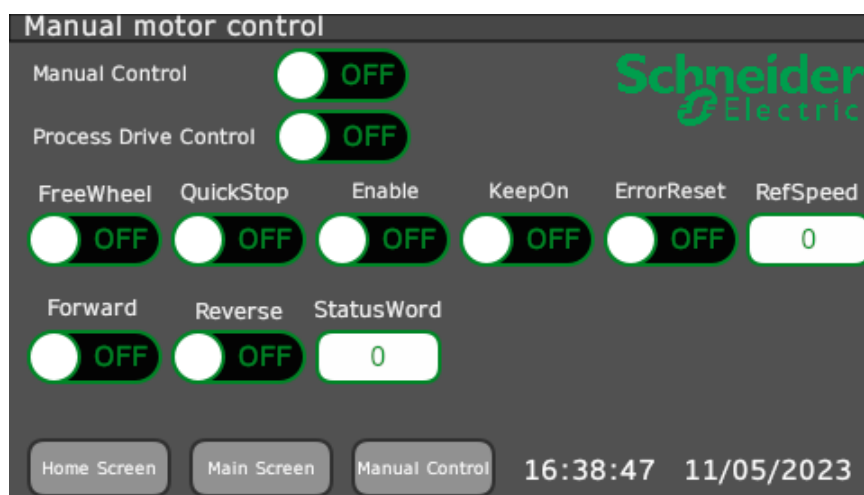 Manual motor control
Manual Control OFF
Schneider Electric
Process Drive Control OFF
FreeWheel QuickStop Enable KeepOn ErrorReset RefSpeed
OFF OFF OFF OFF OFF 0
Forward Reverse StatusWord
OFF OFF 0
Home Screen Main Screen Manual Control 16:38:47 11/05/2023